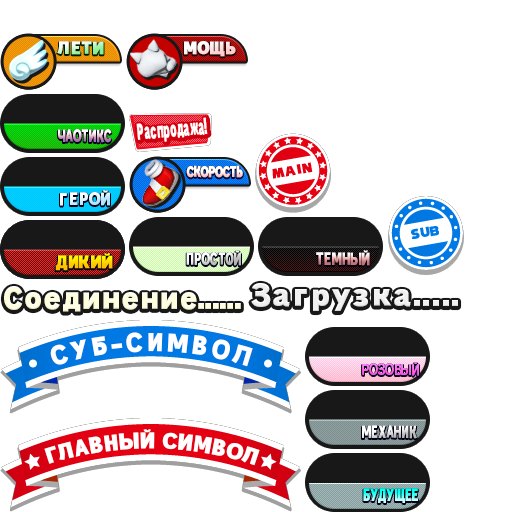 ЛЕТИ
МОЩЬ
ЧАОТИКС
Распродажа!
ГЕРОЙ
СКОРОСТЬ
MAIN
ДИКИЙ
ПРОСТОЙ
ТЕМНЫЙ
SUB
Соединение......
Загрузка.....
СУБ-СИМВОЛ
РОЗОВЫЙ
МЕХАНИК
ГЛАВНЫЙ СИМВОЛ
БУДУЩЕЕ